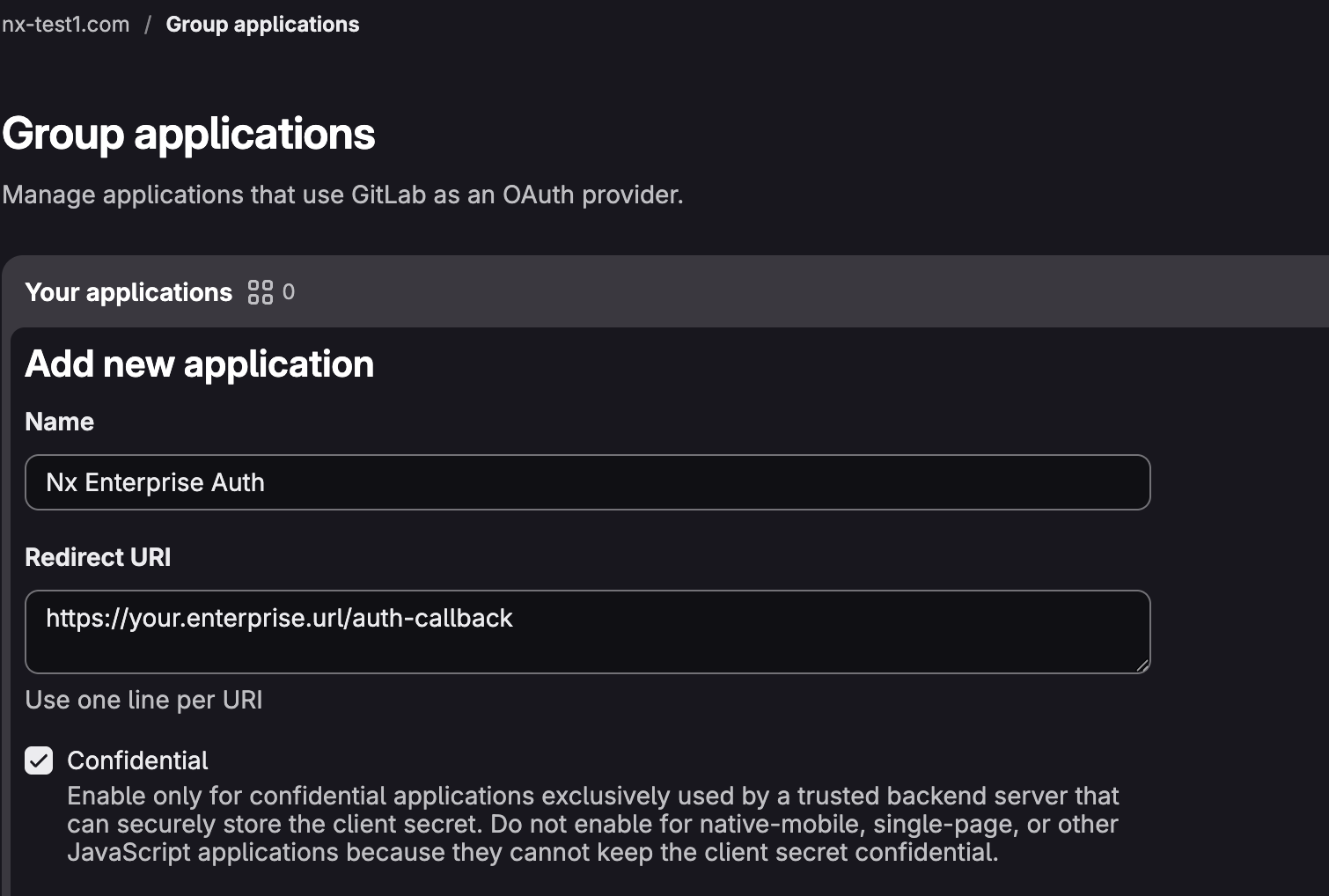 nx-test1.com / Group applications
Group applications
Manage applications that use GitLab as an OAuth provider.
Your applications 0
Add new application
Name
Nx Enterprise Auth
Redirect URI
https://your.enterprise.url/auth-callback
Use one line per URI
Confidential
Enable only for confidential applications exclusively used by a trusted backend server that
can securely store the client secret. Do not enable for native-mobile, single-page, or other
JavaScript applications because they cannot keep the client secret confidential.